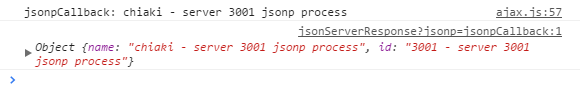 jsonpCallback: chiaki - server 3001 jsonp process ajax.js:57
jsonServerResponse?jsonp=jsonpCallback:1
Object {name: "chiaki - server 3001 jsonp process", id: "3001 - server 3001
jsonp process"}